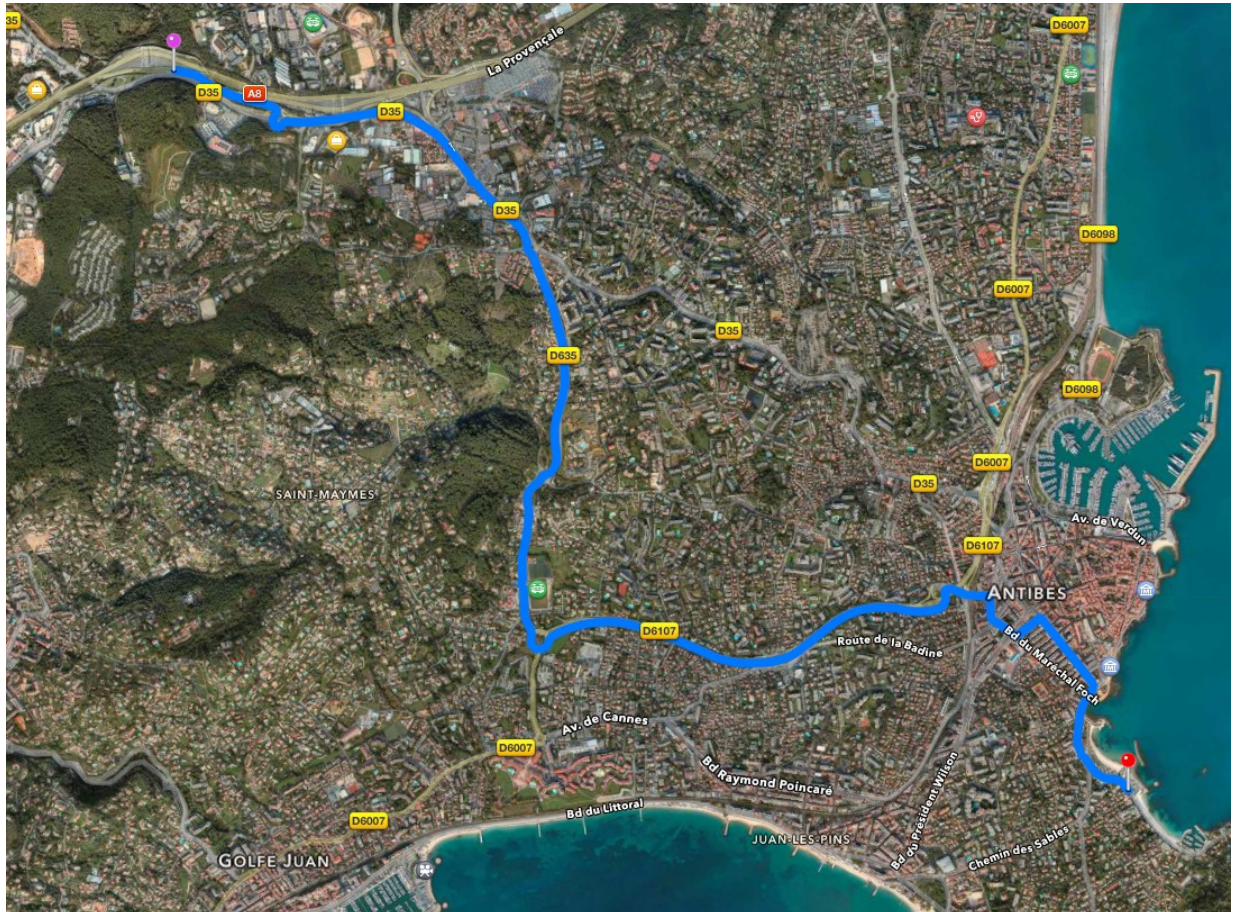 35
D6007
La Provençale
D35
A8
D35
D35
D6098
D6007
D35
D635
D6098
D6007
D35
SAINT-MAYMES
Av. de Verdun
D6107
ANTIBES
D6107
Route de la Badine
Bd du Maréchal Foch
Av. de Cannes
D6007
Bd Raymond Poincaré
Bd du Président Wilson
Bd du Littoral
D6007
JUAN-LES-PINS
Chemin des Sables
GOLFE JUAN